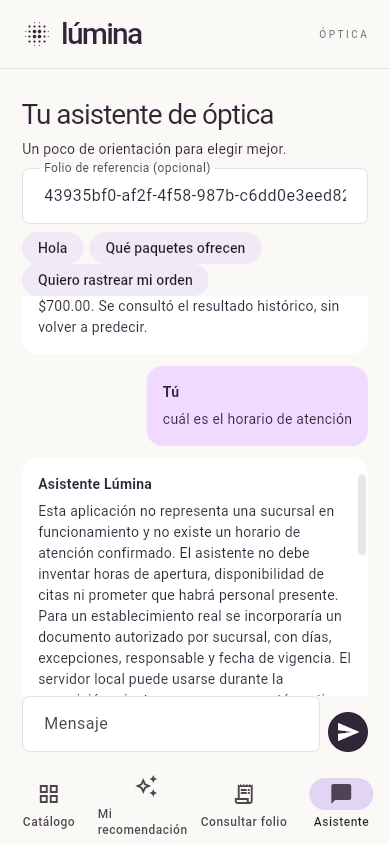 lúmina
ÓPTICA
Tu asistente de óptica
Un poco de orientación para elegir mejor.
Folio de referencia (opcional)
43935bf0-af2f-4f58-987b-c6dd0e3eed82
Hola
Qué paquetes ofrecen
Quiero rastrear mi orden
$700.00. Se consultó el resultado histórico, sin
volver a predecir.
Tú
cuál es el horario de atención
Asistente Lúmina
Esta aplicación no representa una sucursal en
funcionamiento y no existe un horario de
atención confirmado. El asistente no debe
inventar horas de apertura, disponibilidad de
citas ni prometer que habrá personal presente.
Para un establecimiento real se incorporaría un
documento autorizado por sucursal, con días,
excepciones, responsable y fecha de vigencia. El
servidor local puede usarse durante la
Mensaje
Catálogo
Mi
recomendación
Consultar folio
Asistente